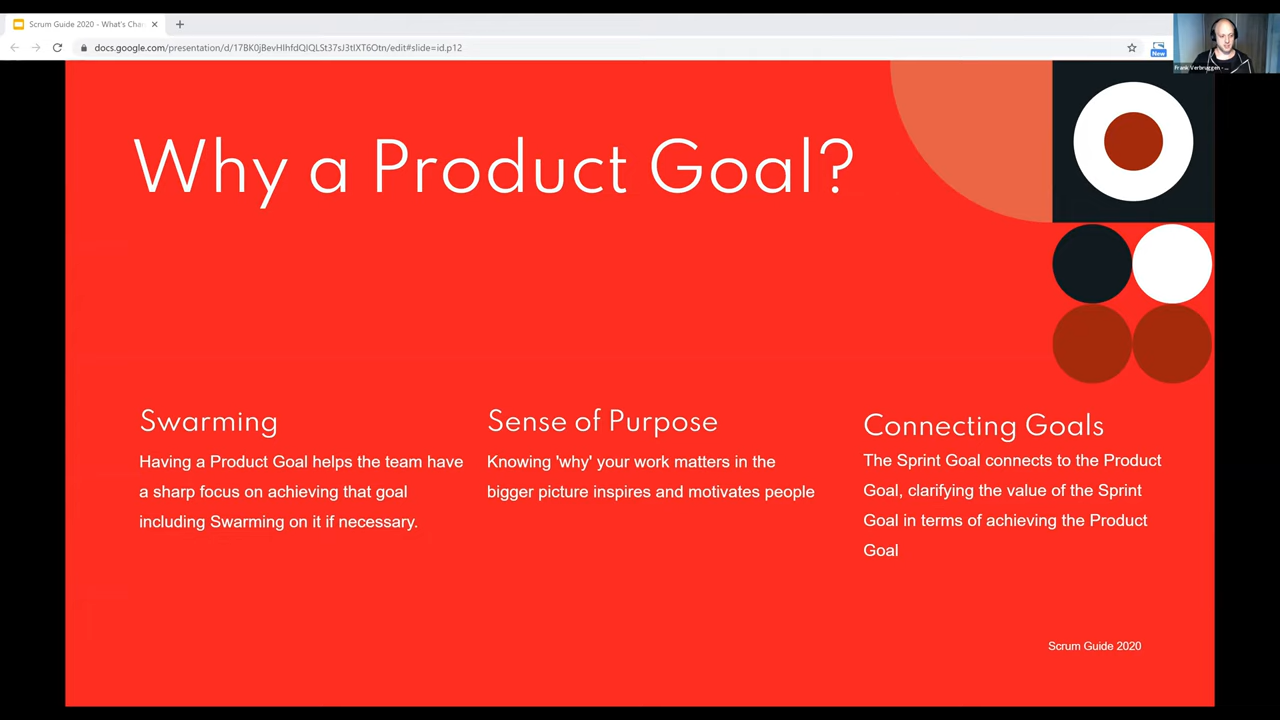 Scrum Guide 2020 - What's Cha
docs.google.com/presentation/d/17BK0jBevHIhfdQIQLSt37sJ3tIXT6Otn/edit#slide=id.p12
New
Frank Verbruggen - ...
Why a Product Goal?
Swarming
Having a Product Goal helps the team have
a sharp focus on achieving that goal
including Swarming on it if necessary.
Sense of Purpose
Knowing 'why' your work matters in the
bigger picture inspires and motivates people
Connecting Goals
The Sprint Goal connects to the Product
Goal, clarifying the value of the Sprint
Goal in terms of achieving the Product
Goal
Scrum Guide 2020